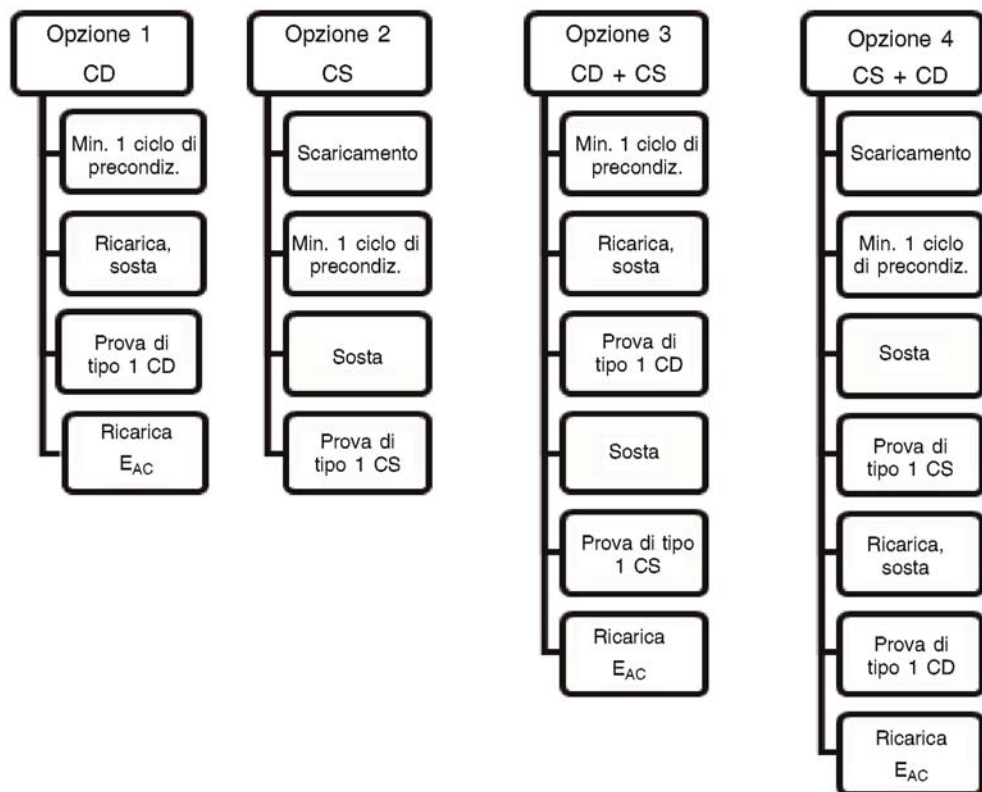 Opzione 1
CD
Min. 1 ciclo di
precondiz.
Ricarica,
sosta
Prova di
tipo 1 CD
Ricarica
E_AC
Opzione 2
CS
Scaricamento
Min. 1 ciclo di
precondiz.
Sosta
Prova di
tipo 1 CS
Opzione 3
CD + CS
Min. 1 ciclo di
precondiz.
Ricarica,
sosta
Prova di
tipo 1 CD
Sosta
Prova di tipo
1 CS
Ricarica
E_AC
Opzione 4
CS + CD
Scaricamento
Min. 1 ciclo
di precondiz.
Sosta
Prova di
tipo 1 CS
Ricarica,
sosta
Prova di
tipo 1 CD
Ricarica
E_AC